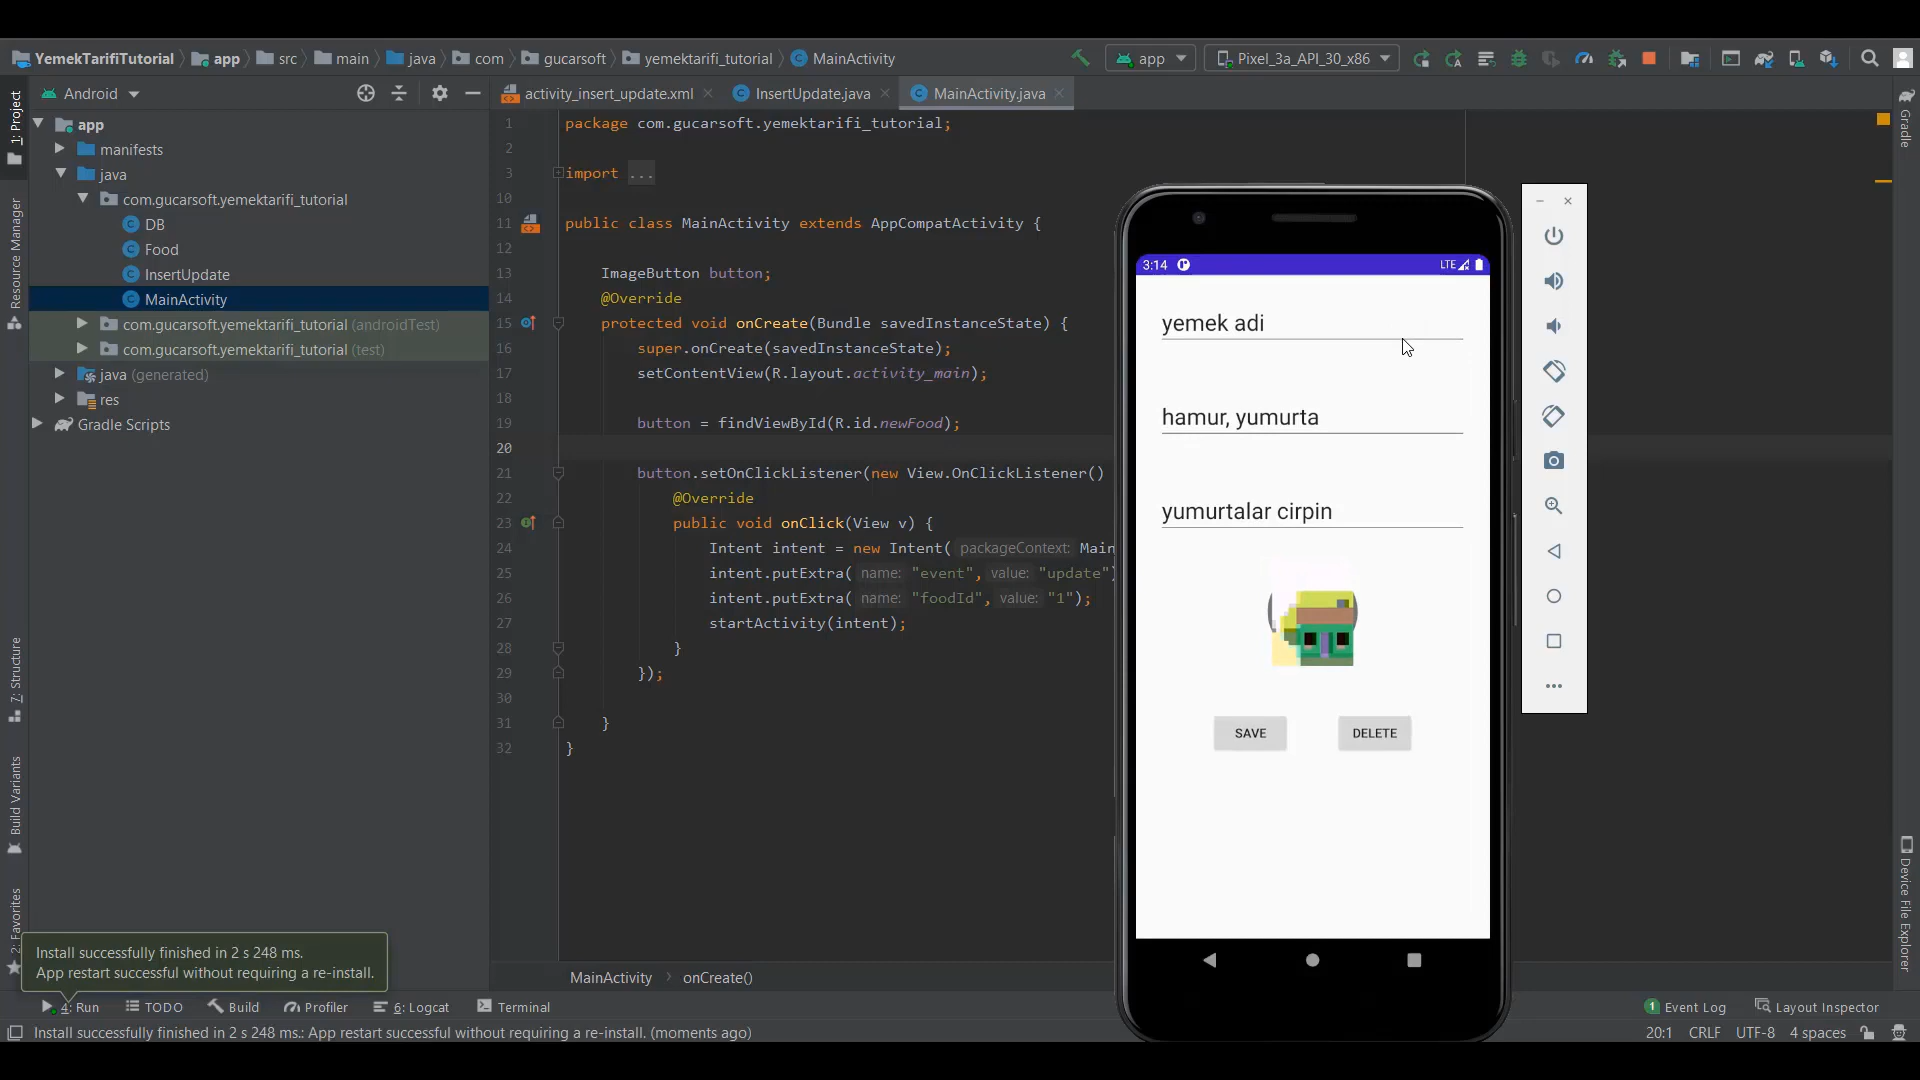 YemekTarifiTutorial app src main java com gucarsoft yemektarifi_tutorial MainActivity
app Pixel_3a_API_30_x86
Android
activity_insert_update.xml InsertUpdate.java MainActivity.java
1: Project
Resource Manager
7: Structure
Build Variants
2: Favorites
app
manifests
java
com.gucarsoft.yemektarifi_tutorial
DB
Food
InsertUpdate
MainActivity
com.gucarsoft.yemektarifi_tutorial (androidTest)
com.gucarsoft.yemektarifi_tutorial (test)
java (generated)
res
Gradle Scripts
1 package com.gucarsoft.yemektarifi_tutorial;
2
3 import ...
10
11 public class MainActivity extends AppCompatActivity {
12
13 ImageButton button;
14 @Override
15 protected void onCreate(Bundle savedInstanceState) {
16 super.onCreate(savedInstanceState);
17 setContentView(R.layout.activity_main);
18
19 button = findViewById(R.id.newFood);
20
21 button.setOnClickListener(new View.OnClickListener()
22 @Override
23 public void onClick(View v) {
24 Intent intent = new Intent( packageContext: Main
25 intent.putExtra( name: "event", value: "update")
26 intent.putExtra( name: "foodId", value: "1");
27 startActivity(intent);
28 }
29 });
30
31 }
32 }
3:14 LTE
yemek adi
hamur, yumurta
yumurtalar cirpin
SAVE DELETE
Gradle
Device File Explorer
Install successfully finished in 2 s 248 ms.
App restart successful without requiring a re-install.
MainActivity onCreate()
4: Run TODO Build Profiler 6: Logcat Terminal 1 Event Log Layout Inspector
Install successfully finished in 2 s 248 ms.: App restart successful without requiring a re-install. (moments ago) 20:1 CRLF UTF-8 4 spaces